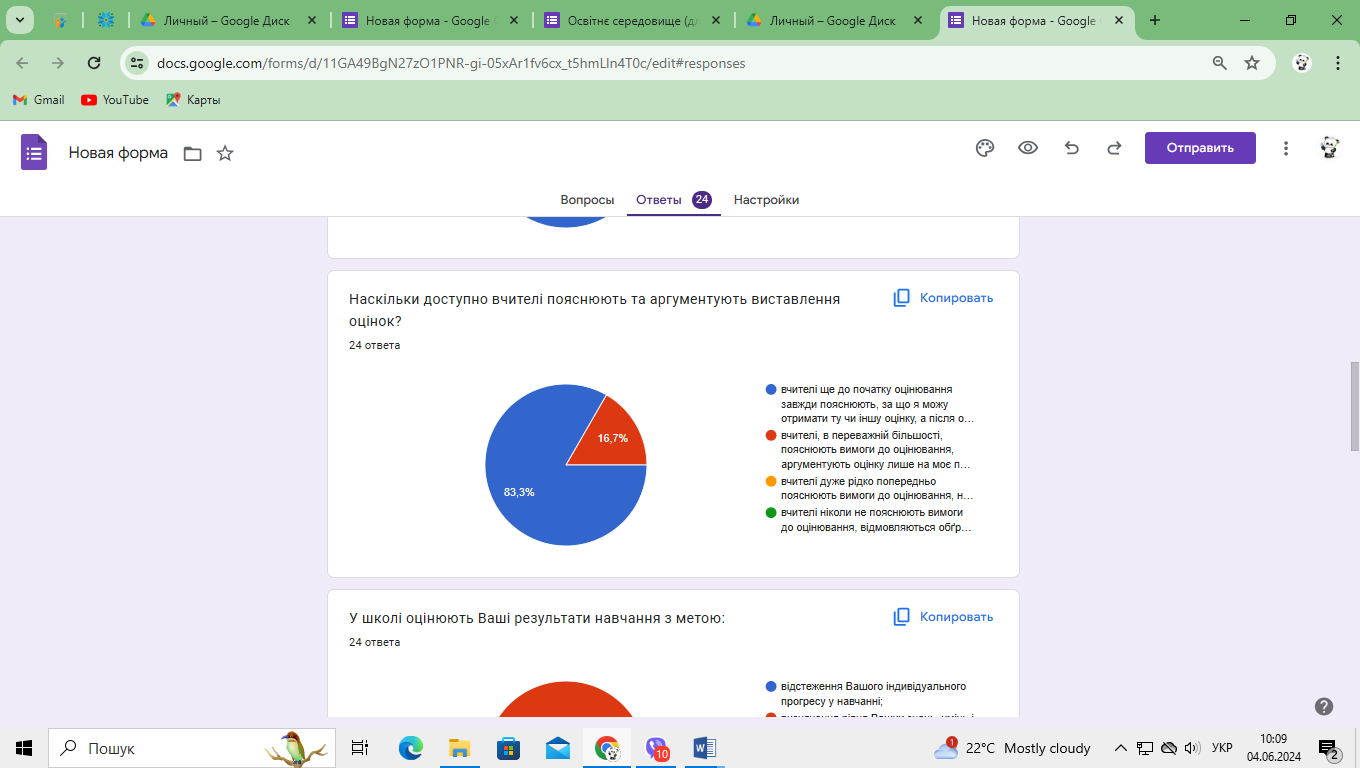 Личный – Google Диск
Новая форма - Google
Освітнє середовище (д
Личный – Google Диск
Новая форма - Google
docs.google.com/forms/d/11GA49BgN27zO1PNR-gi-05xAr1fv6cx_t5hmLln4T0c/edit#responses
Gmail YouTube Карты
Новая форма
Отправить
Вопросы Ответы 24 Настройки
Наскільки доступно вчителі пояснюють та аргументують виставлення
оцінок?
Копировать
24 ответа
16,7%
83,3%
вчителі ще до початку оцінювання
завжди пояснюють, за що я можу
отримати ту чи іншу оцінку, а після о…
вчителі, в переважній більшості,
пояснюють вимоги до оцінювання,
аргументують оцінку лише на моє п…
вчителі дуже рідко попередньо
пояснюють вимоги до оцінювання, н…
вчителі ніколи не пояснюють вимоги
до оцінювання, відмовляються обґр…
У школі оцінюють Ваші результати навчання з метою:
Копировать
24 ответа
відстеження Вашого індивідуального
прогресу у навчанні;
Пошук
10
1
22°C Mostly cloudy
УКР
10:09
04.06.2024
2